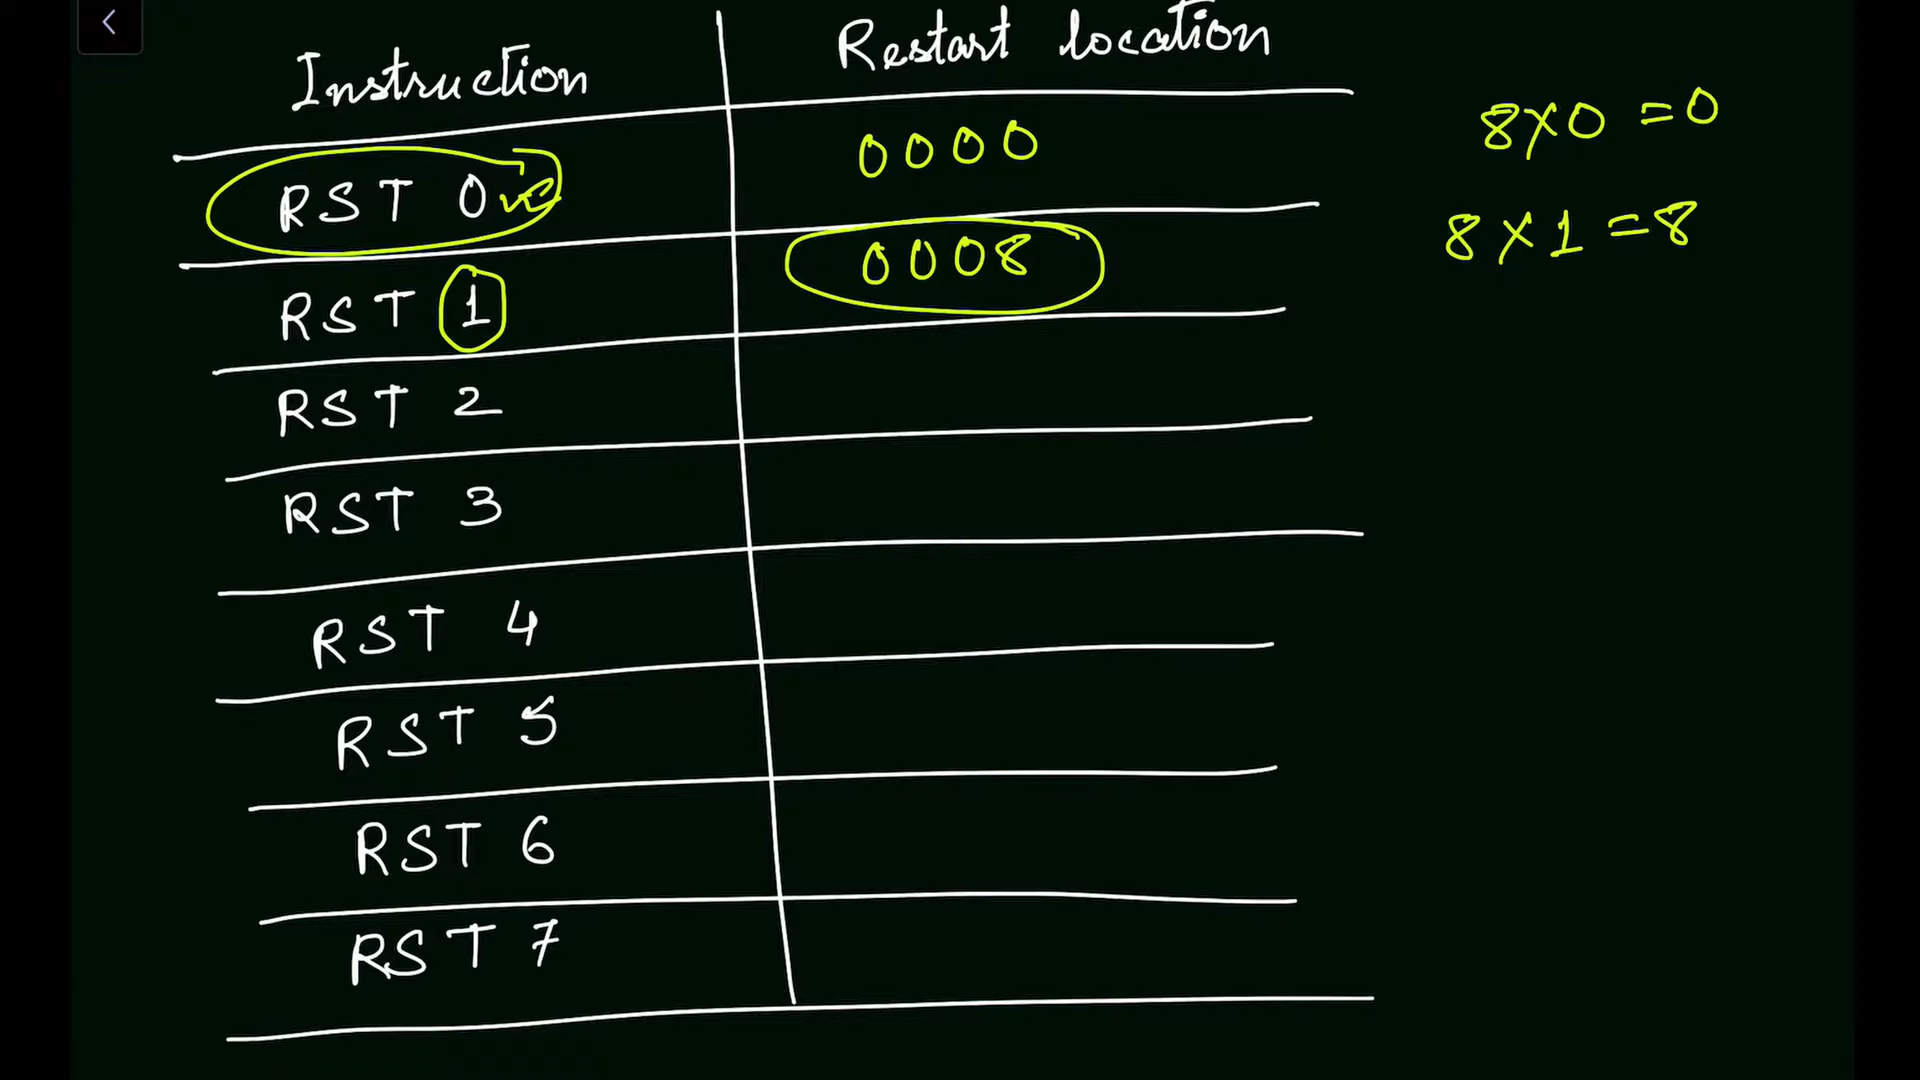 Instruction Restart location
RST 0 0000 8×0=0
RST 1 0008 8×1=8
RST 2
RST 3
RST 4
RST 5
RST 6
RST 7